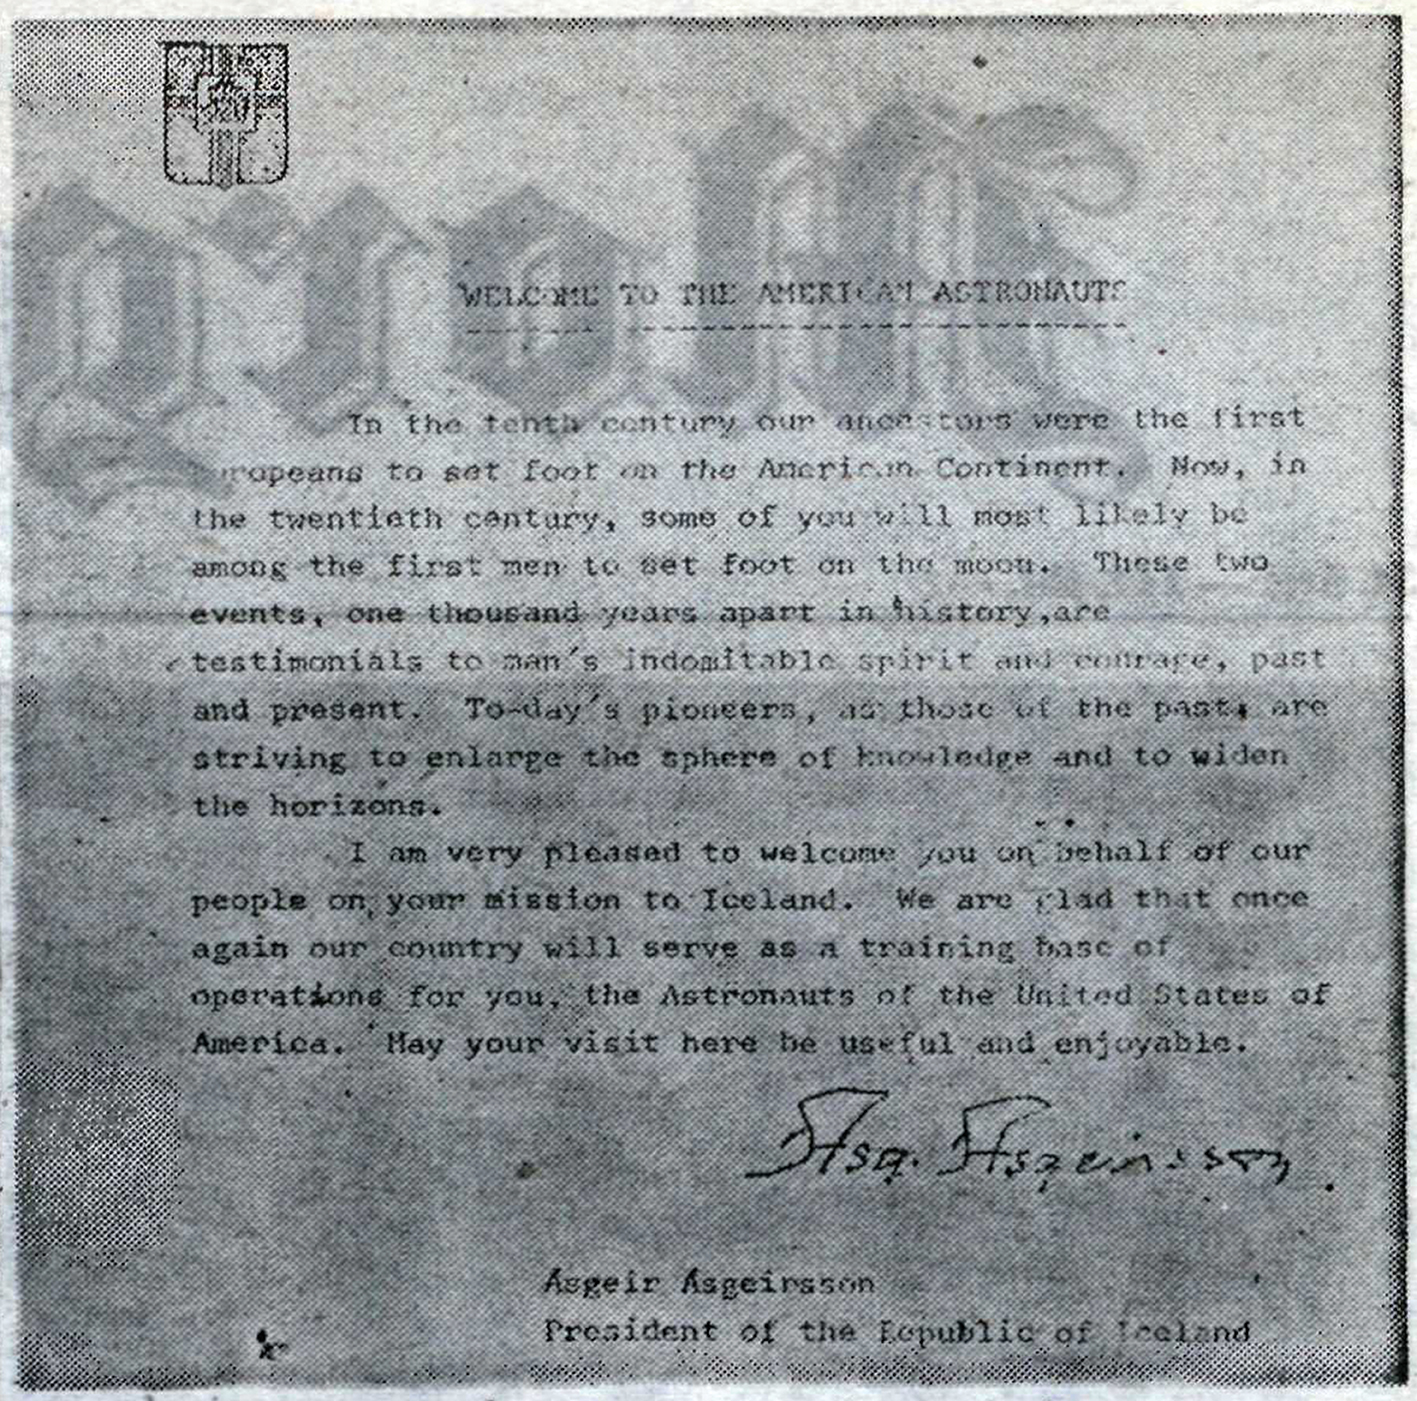 WELCOME TO THE AMERICAN ASTRONAUTS
In the tenth century our ancestors were the first
Europeans to set foot on the American Continent. Now, in
the twentieth century, some of you will most likely be
among the first men to set foot on the moon. These two
events, one thousand years apart in history,are
testimonials to man's indomitable spirit and courage, past
and present. To-day's pioneers, as those of the past, are
striving to enlarge the sphere of knowledge and to widen
the horizons.
I am very pleased to welcome you on behalf of our
people on your mission to Iceland. We are glad that once
again our country will serve as a training base of
operations for you, the Astronauts of the United States of
America. May your visit here be useful and enjoyable.
Ásg. Ásgeirsson
Ásgeir Ásgeirsson
President of the Republic of Iceland